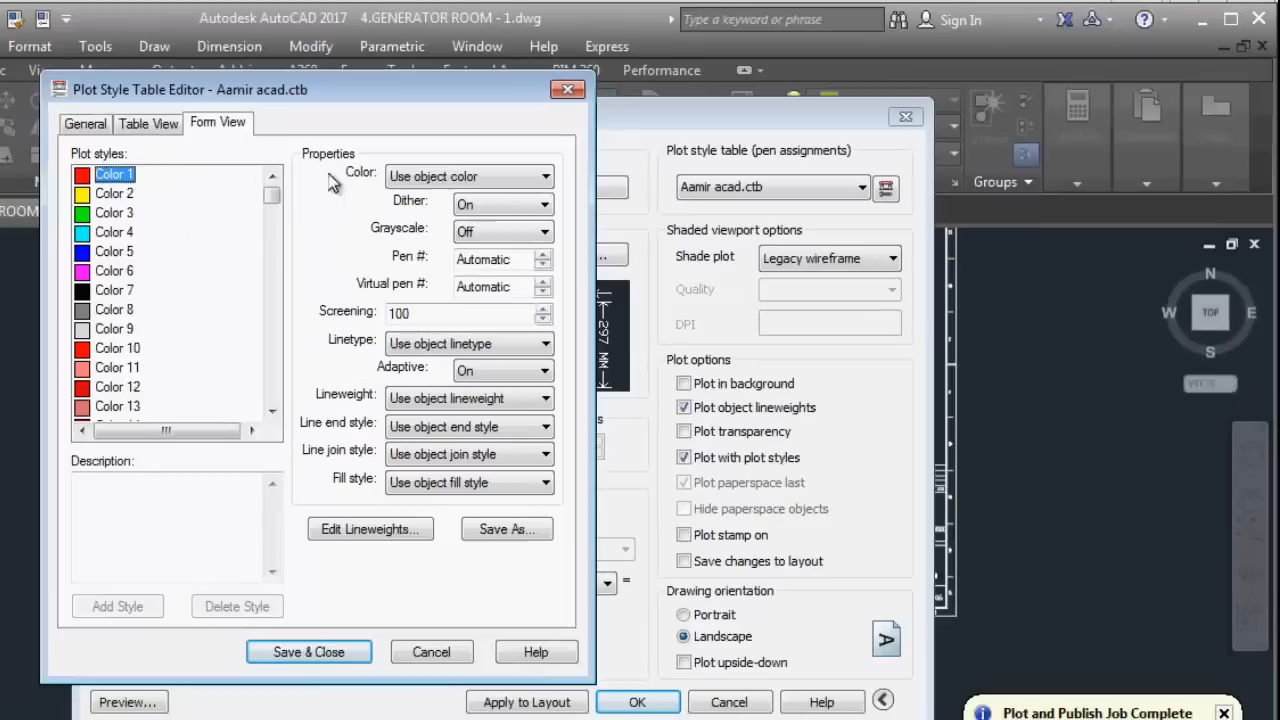 Autodesk AutoCAD 2017 4.GENERATOR ROOM - 1.dwg
Type a keyword or phrase
Sign In
Format Tools Draw Dimension Modify Parametric Window Help Express
Performance
Plot Style Table Editor - Aamir acad.ctb
General Table View Form View
Plot styles:
Color 1
Color 2
Color 3
Color 4
Color 5
Color 6
Color 7
Color 8
Color 9
Color 10
Color 11
Color 12
Color 13
Description:
Add Style Delete Style
Properties
Color: Use object color
Dither: On
Grayscale: Off
Pen #: Automatic
Virtual pen #: Automatic
Screening: 100
Linetype: Use object linetype
Adaptive: On
Lineweight: Use object lineweight
Line end style: Use object end style
Line join style: Use object join style
Fill style: Use object fill style
Edit Lineweights... Save As...
Save & Close Cancel Help
297 MM
=
Plot style table (pen assignments)
Aamir acad.ctb
Shaded viewport options
Shade plot Legacy wireframe
Quality
DPI
Plot options
Plot in background
Plot object lineweights
Plot transparency
Plot with plot styles
Plot paperspace last
Hide paperspace objects
Plot stamp on
Save changes to layout
Drawing orientation
Portrait
Landscape
A
Plot upside-down
Preview... Apply to Layout OK Cancel Help
Groups
N
W TOP E
S
Plot and Publish Job Complete